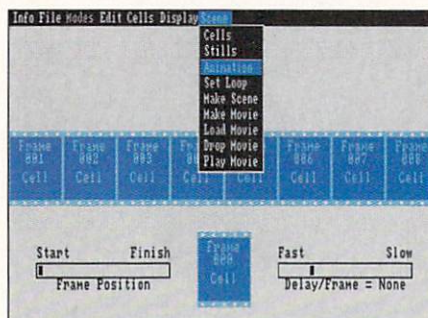 Info File Modes Edit Cells Display Scene
Cells
Stills
Animation
Set Loop
Make Scene
Make Movie
Load Movie
Drop Movie
Play Movie
Frame 001 Cell
Frame 002 Cell
Frame 003 Cell
Frame 006 Cell
Frame 007 Cell
Frame 008 Cell
Start Finish
Frame Position
Frame 000 Cell
Fast Slow
Delay/Frame = None